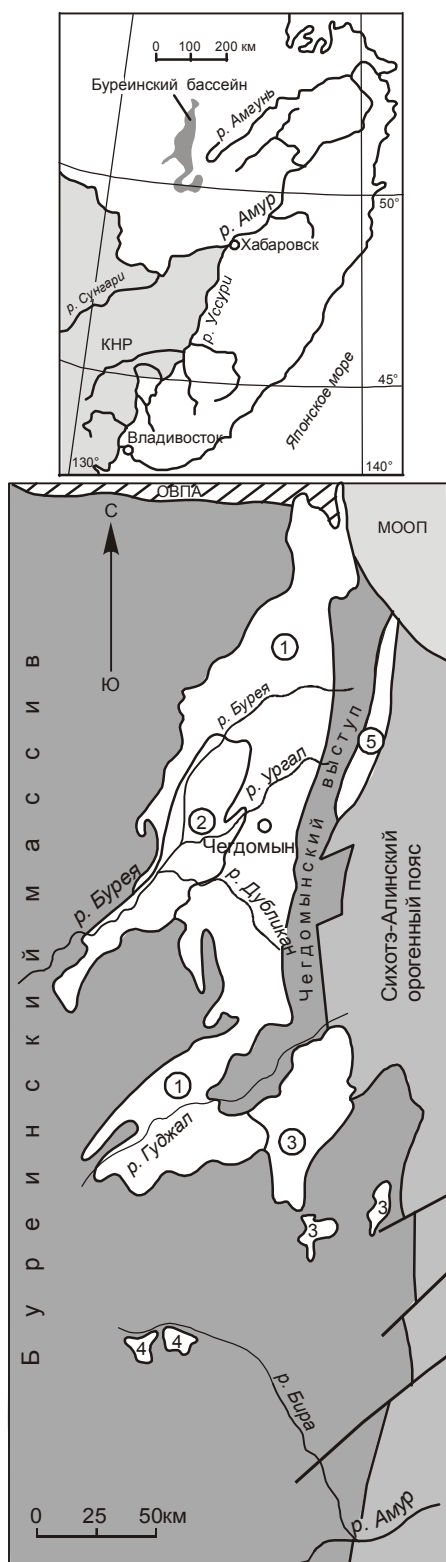 0 100 200 км
Буреинский бассейн
р. Амгунь
50°
р. Амур
Хабаровск
р. Сунгари
р. Уссури
КНР
45°
Японское море
Владивосток
130°
140°
ОВПА
МООП
С
Ю
1
р. Бурея
5
р. Ургал
2
Чегдомын
р. Бурея
р. Дубликан
Чегдомынский выступ
Сихотэ-Алинский
орогенный пояс
Буреинский массив
1
р. Гуджал
3
3
3
4
4
р. Бира
0 25 50км
р. Амур